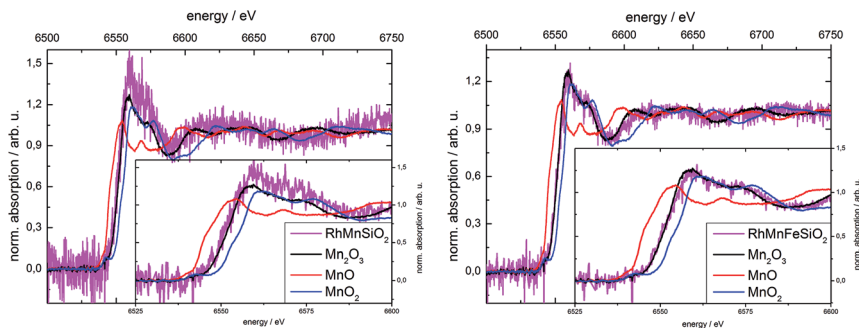 energy / eV
6500 6550 6600 6650 6700 6750
norm. absorption / arb. u.
1,5
1,2
0,9
0,6
0,3
0,0
RhMnSiO2
Mn2O3
MnO
MnO2
1,5
1,0
0,5
0,0
norm. absorption / arb. u.
6525 6550 6575 6600
energy / eV
energy / eV
6500 6550 6600 6650 6700 6750
norm. absorption / arb. u.
1,2
0,9
0,6
0,3
0,0
RhMnFeSiO2
Mn2O3
MnO
MnO2
1,5
1,0
0,5
0,0
norm. absorption / arb. u.
6525 6550 6575 6600
energy / eV